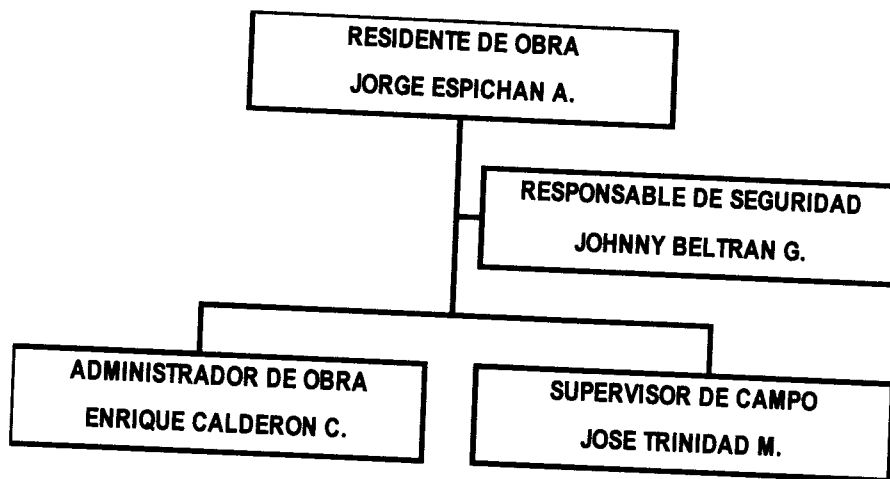 RESIDENTE DE OBRA
JORGE ESPICHAN A.
RESPONSABLE DE SEGURIDAD
JOHNNY BELTRAN G.
ADMINISTRADOR DE OBRA
ENRIQUE CALDERON C.
SUPERVISOR DE CAMPO
JOSE TRINIDAD M.